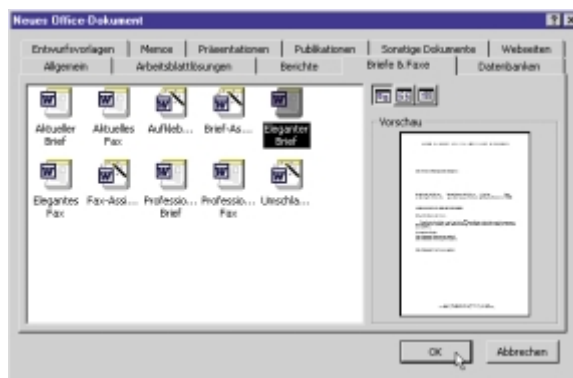 Neues Office-Dokument
Entwurfsvorlagen Memos Präsentationen Publikationen Sonstige Dokumente Webseiten
Allgemein Arbeitsblattlösungen Berichte Briefe & Faxe Datenbanken
Aktueller Brief
Aktuelles Fax
Aufkleb...
Brief-As...
Eleganter Brief
Elegantes Fax
Fax-Assi...
Professio... Brief
Professio... Fax
Umschla...
Vorschau
OK Abbrechen